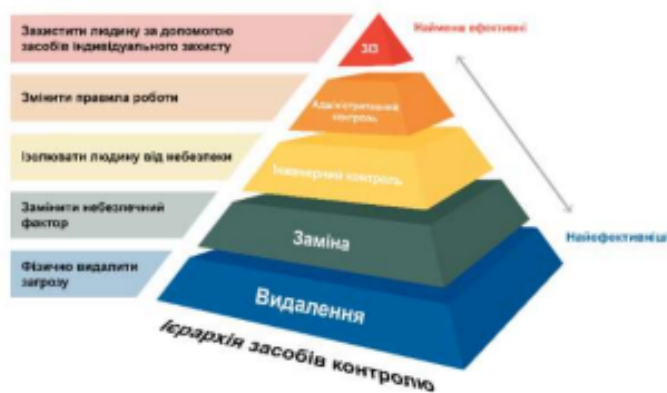 Захистити людину за допомогою
засобів індивідуального захисту
Змінити правила роботи
Ізолювати людину від небезпеки
Замінити небезпечний
фактор
Фізично видалити
загрозу
ЗІЗ
Адміністративний
контроль
Інженерний контроль
Заміна
Видалення
Найменш ефективні
Найефективніші
Ієрархія засобів контролю